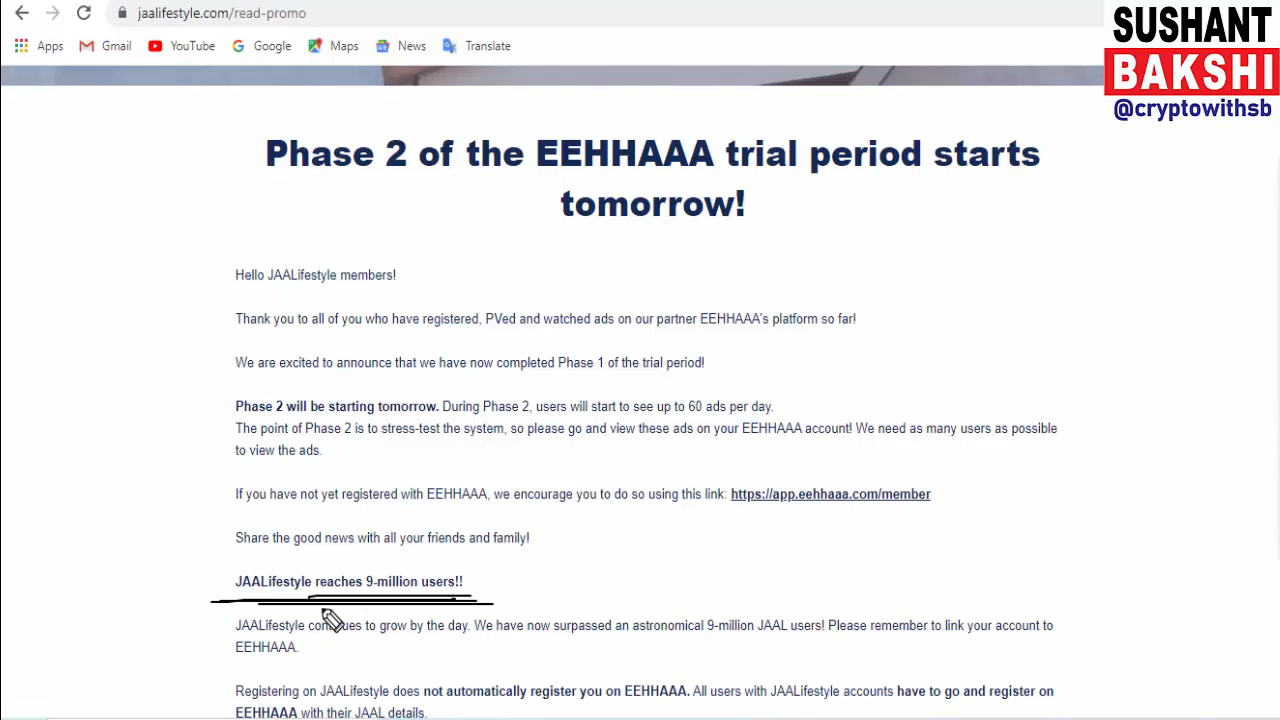 jaalifestyle.com/read-promo
SUSHANT
BAKSHI
@cryptowithsb
Apps Gmail YouTube Google Maps News Translate
Phase 2 of the EEHHAAA trial period starts
tomorrow!
Hello JAALifestyle members!
Thank you to all of you who have registered, PVed and watched ads on our partner EEHHAAA's platform so far!
We are excited to announce that we have now completed Phase 1 of the trial period!
Phase 2 will be starting tomorrow. During Phase 2, users will start to see up to 60 ads per day.
The point of Phase 2 is to stress-test the system, so please go and view these ads on your EEHHAAA account! We need as many users as possible
to view the ads.
If you have not yet registered with EEHHAAA, we encourage you to do so using this link: https://app.eehhaaa.com/member
Share the good news with all your friends and family!
JAALifestyle reaches 9-million users!!
JAALifestyle continues to grow by the day. We have now surpassed an astronomical 9-million JAAL users! Please remember to link your account to
EEHHAAA.
Registering on JAALifestyle does not automatically register you on EEHHAAA. All users with JAALifestyle accounts have to go and register on
EEHHAAA with their JAAL details.